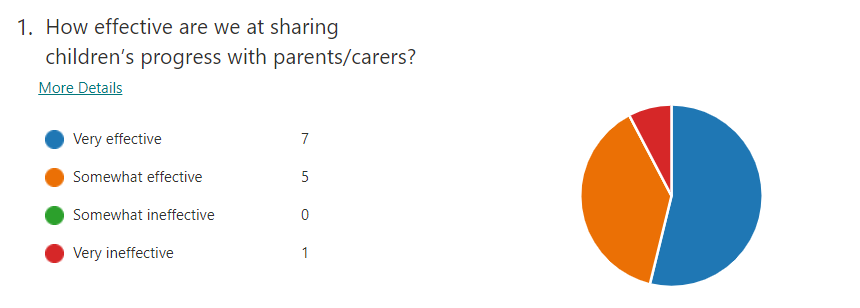 1. How effective are we at sharing
children’s progress with parents/carers?
More Details
Very effective 7
Somewhat effective 5
Somewhat ineffective 0
Very ineffective 1